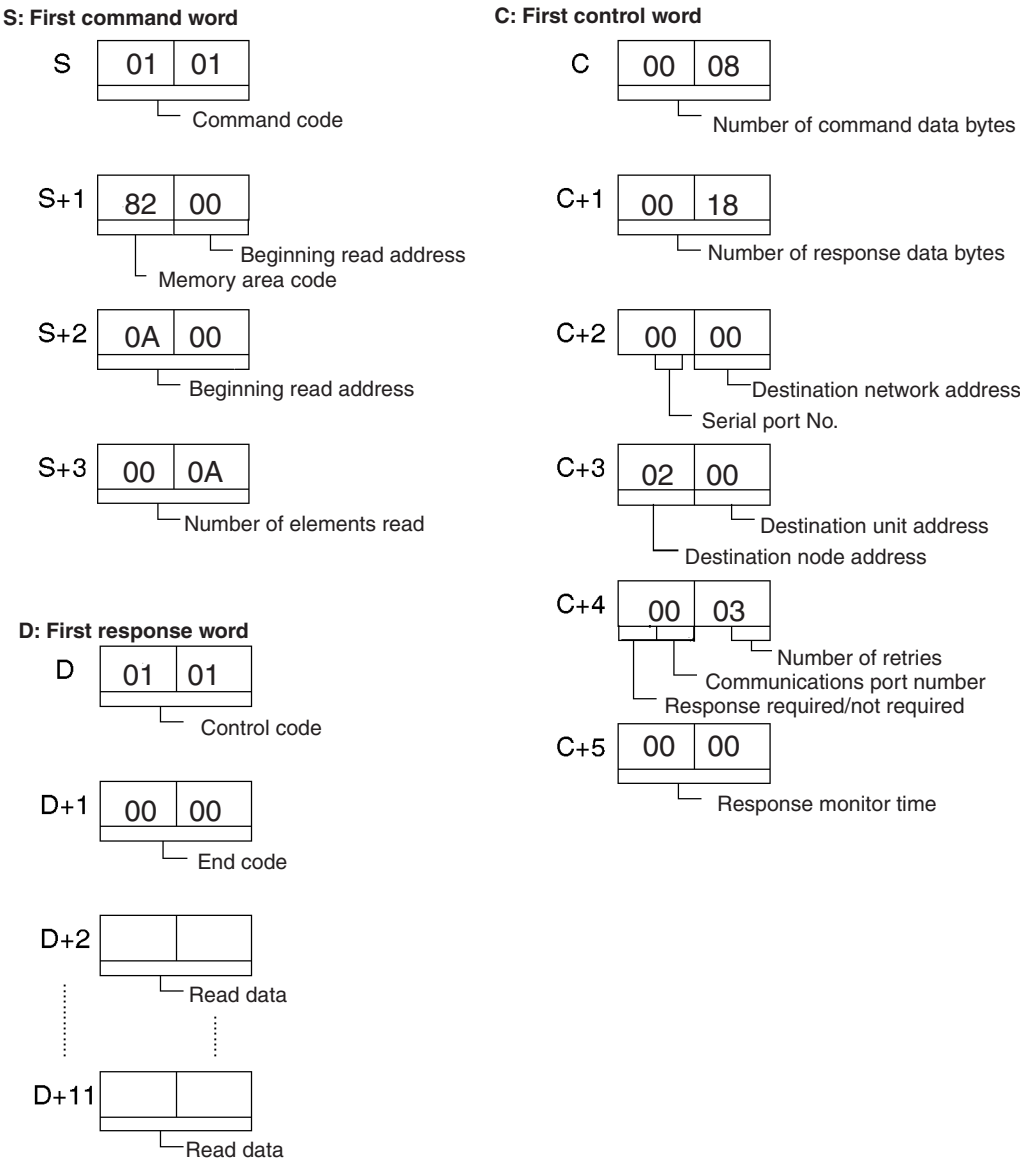 S: First command word
S
01 01
Command code
S+1
82 00
Beginning read address
Memory area code
S+2
0A 00
Beginning read address
S+3
00 0A
Number of elements read
D: First response word
D
01 01
Control code
D+1
00 00
End code
D+2
Read data
D+11
Read data
C: First control word
C
00 08
Number of command data bytes
C+1
00 18
Number of response data bytes
C+2
00 00
Destination network address
Serial port No.
C+3
02 00
Destination unit address
Destination node address
C+4
00 03
Number of retries
Communications port number
Response required/not required
C+5
00 00
Response monitor time